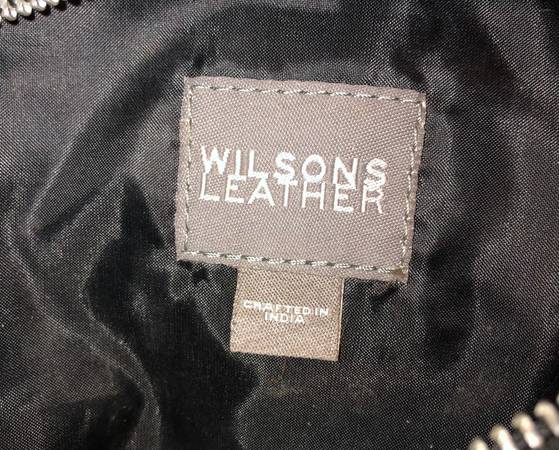 WILSONS
LEATHER
CRAFTED IN
INDIA